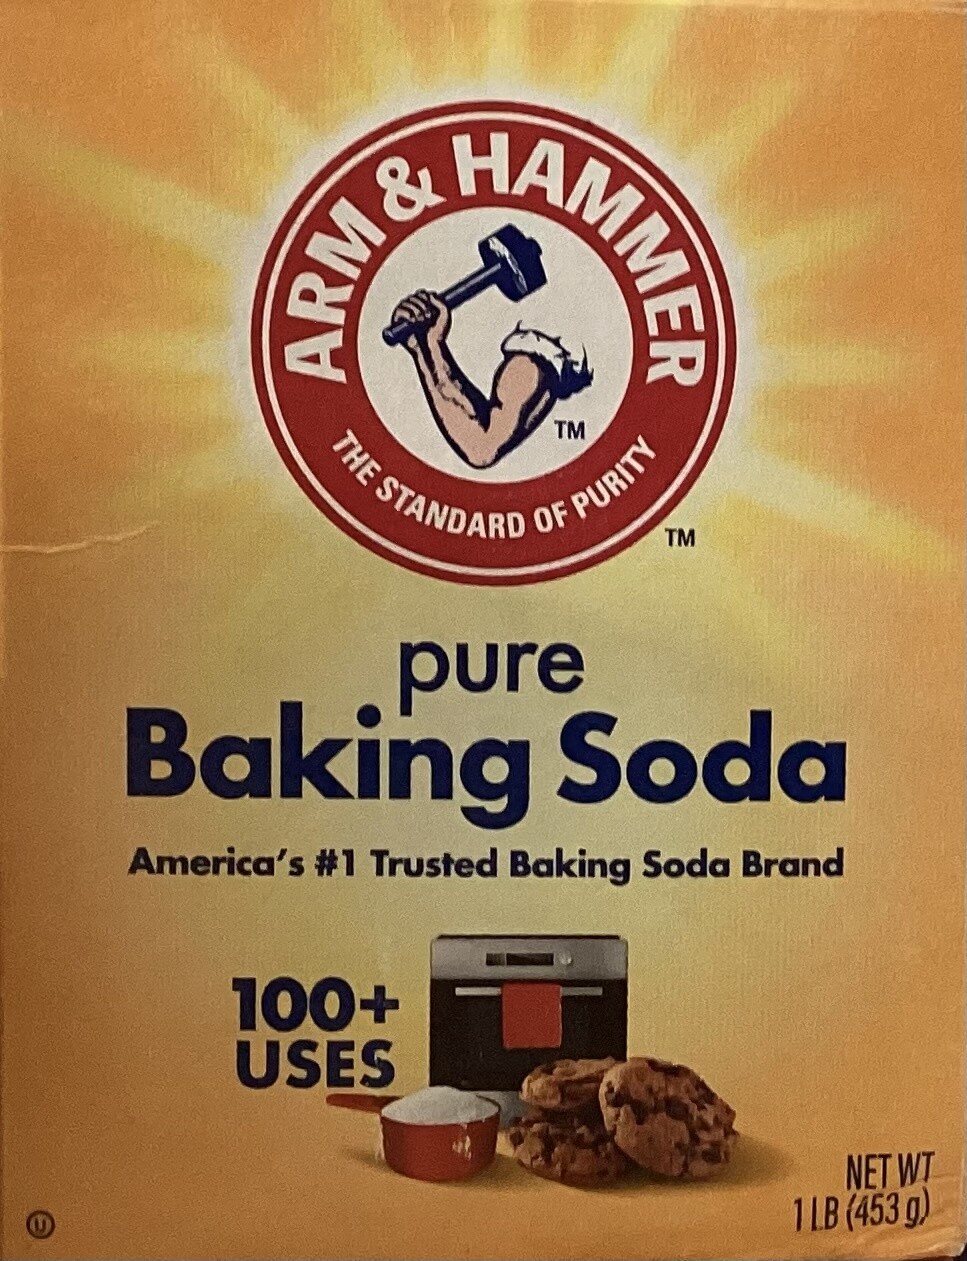 ARM & HAMMER
TM
THE STANDARD OF PURITY
TM
pure
Baking Soda
America's #1 Trusted Baking Soda Brand
100+
USES
NET WT
1 LB (453 g)
U